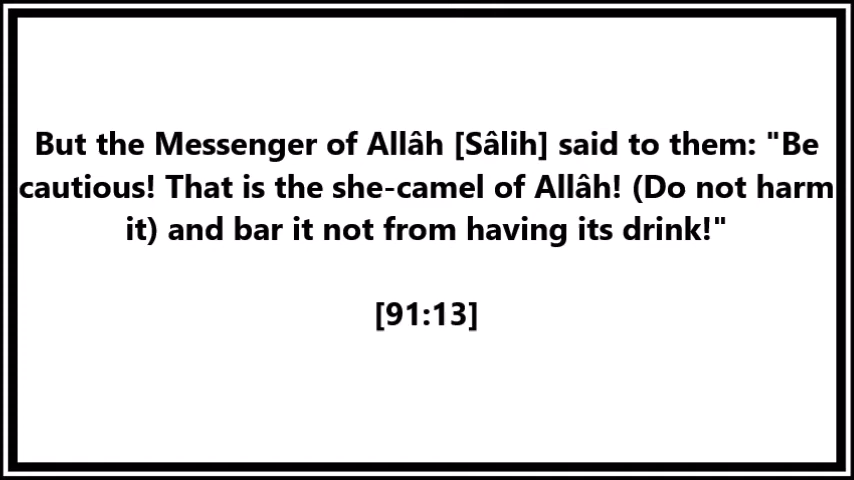 But the Messenger of Allâh [Sâlih] said to them: "Be
cautious! That is the she-camel of Allâh! (Do not harm
it) and bar it not from having its drink!"
[91:13]